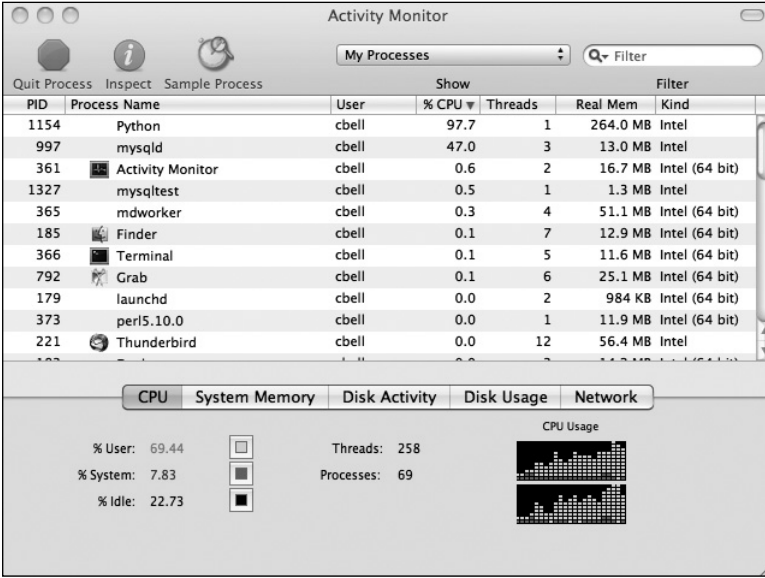 Activity Monitor
Quit Process Inspect Sample Process My Processes Show Filter Filter
PID Process Name User % CPU Threads Real Mem Kind
1154 Python cbell 97.7 1 264.0 MB Intel
997 mysqld cbell 47.0 3 13.0 MB Intel
361 Activity Monitor cbell 0.6 2 16.7 MB Intel (64 bit)
1327 mysqltest cbell 0.5 1 1.3 MB Intel
365 mdworker cbell 0.3 4 51.1 MB Intel (64 bit)
185 Finder cbell 0.1 7 12.9 MB Intel (64 bit)
366 Terminal cbell 0.1 5 11.6 MB Intel (64 bit)
792 Grab cbell 0.1 6 25.1 MB Intel (64 bit)
179 launchd cbell 0.0 2 984 KB Intel (64 bit)
373 perl5.10.0 cbell 0.0 1 11.9 MB Intel (64 bit)
221 Thunderbird cbell 0.0 12 56.4 MB Intel
CPU System Memory Disk Activity Disk Usage Network
CPU Usage
% User: 69.44 Threads: 258
% System: 7.83 Processes: 69
% Idle: 22.73